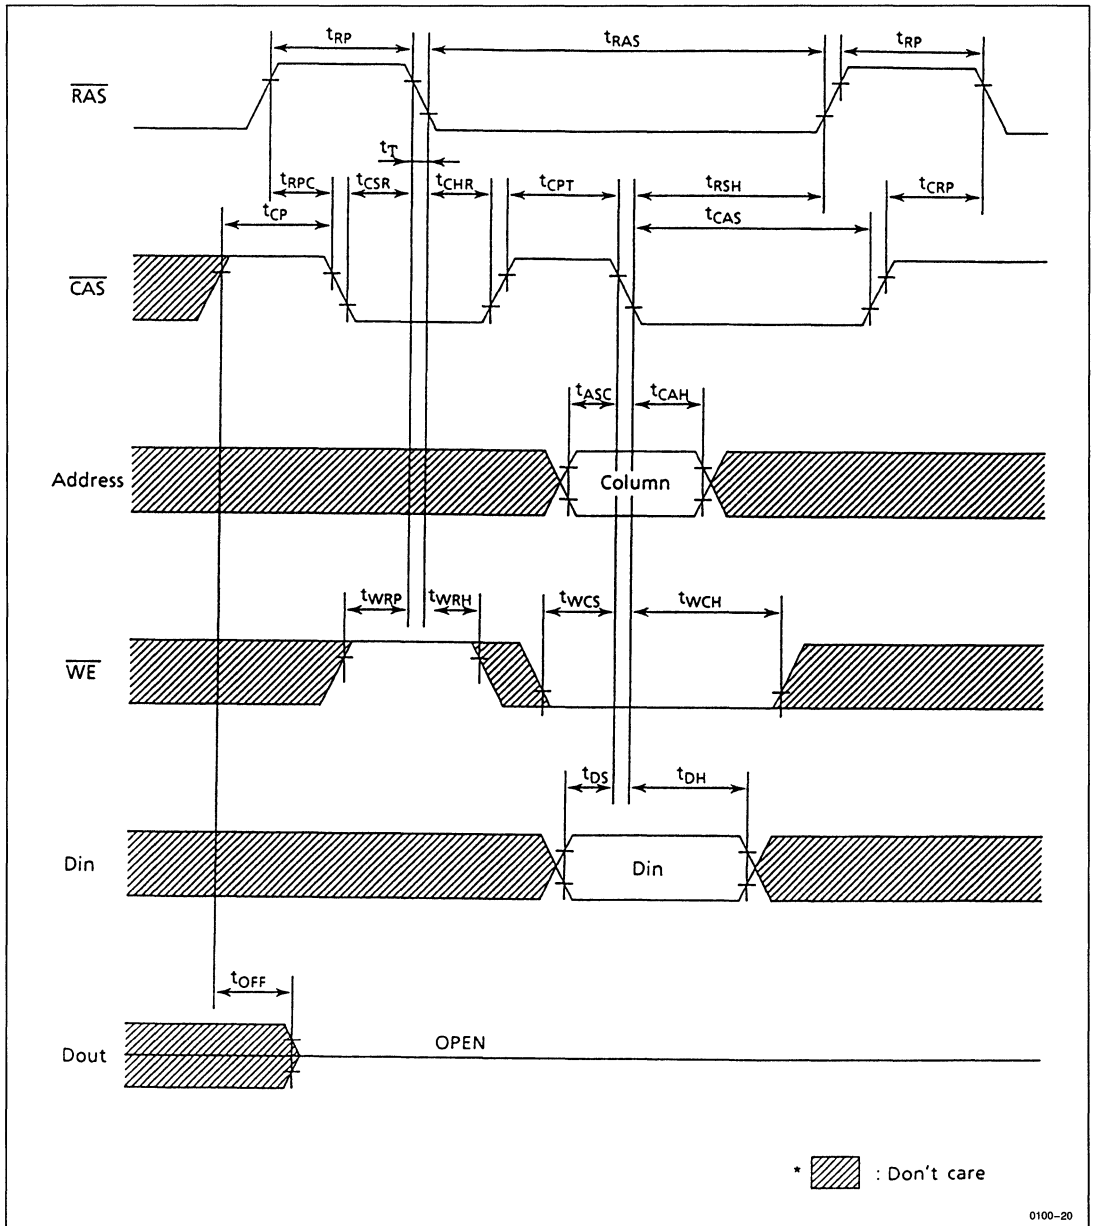 tRP
tRAS
tRP
RAS
tT
tRPC
tCSR
tCHR
tCPT
tRSH
tCRP
tCP
tCAS
CAS
tASC
tCAH
Address
Column
tWRP
tWRH
tWCS
tWCH
WE
tDS
tDH
Din
Din
tOFF
Dout
OPEN
* : Don't care
0100-20